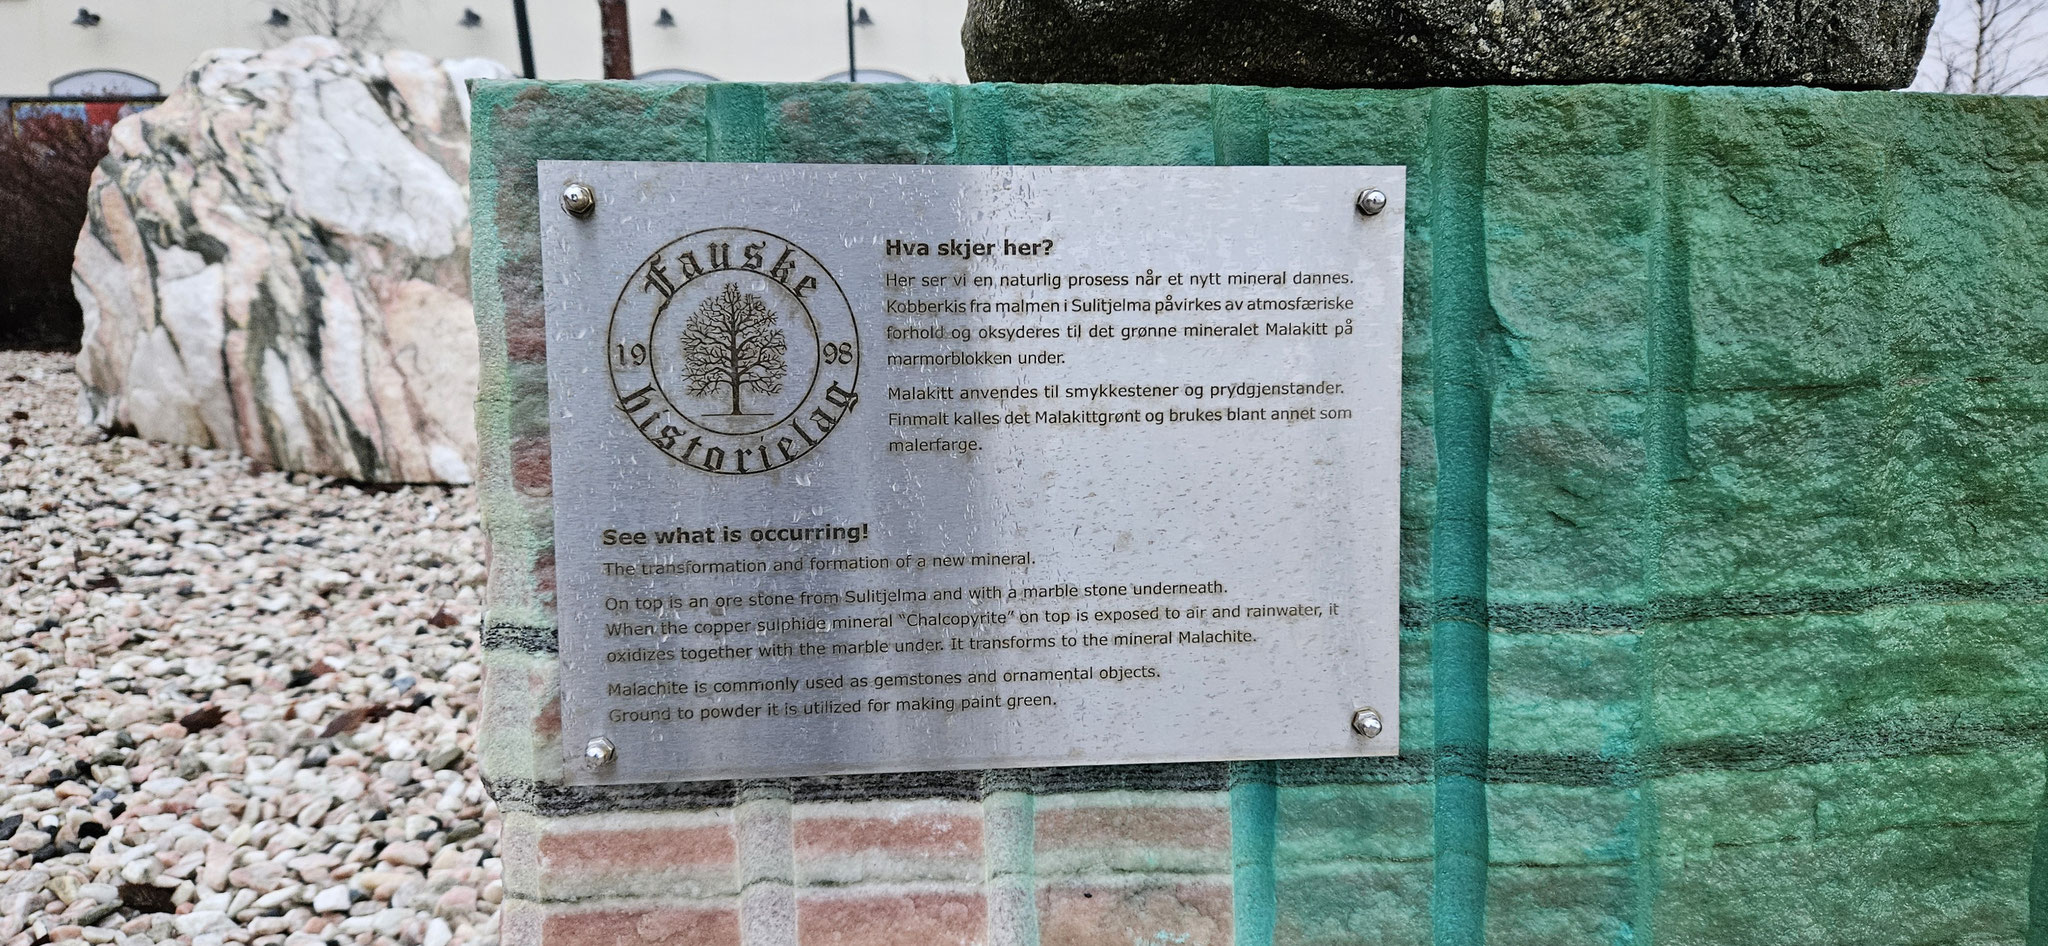 Fauske
19 98
historielag
Hva skjer her?
Her ser vi en naturlig prosess når et nytt mineral dannes.
Kobberkis fra malmen i Sulitjelma påvirkes av atmosfæriske
forhold og oksyderes til det grønne mineralet Malakitt på
marmorblokken under.
Malakitt anvendes til smykkestener og prydgjenstander.
Finmalt kalles det Malakittgrønt og brukes blant annet som
malerfarge.
See what is occurring!
The transformation and formation of a new mineral.
On top is an ore stone from Sulitjelma and with a marble stone underneath.
When the copper sulphide mineral “Chalcopyrite” on top is exposed to air and rainwater, it
oxidizes together with the marble under. It transforms to the mineral Malachite.
Malachite is commonly used as gemstones and ornamental objects.
Ground to powder it is utilized for making paint green.